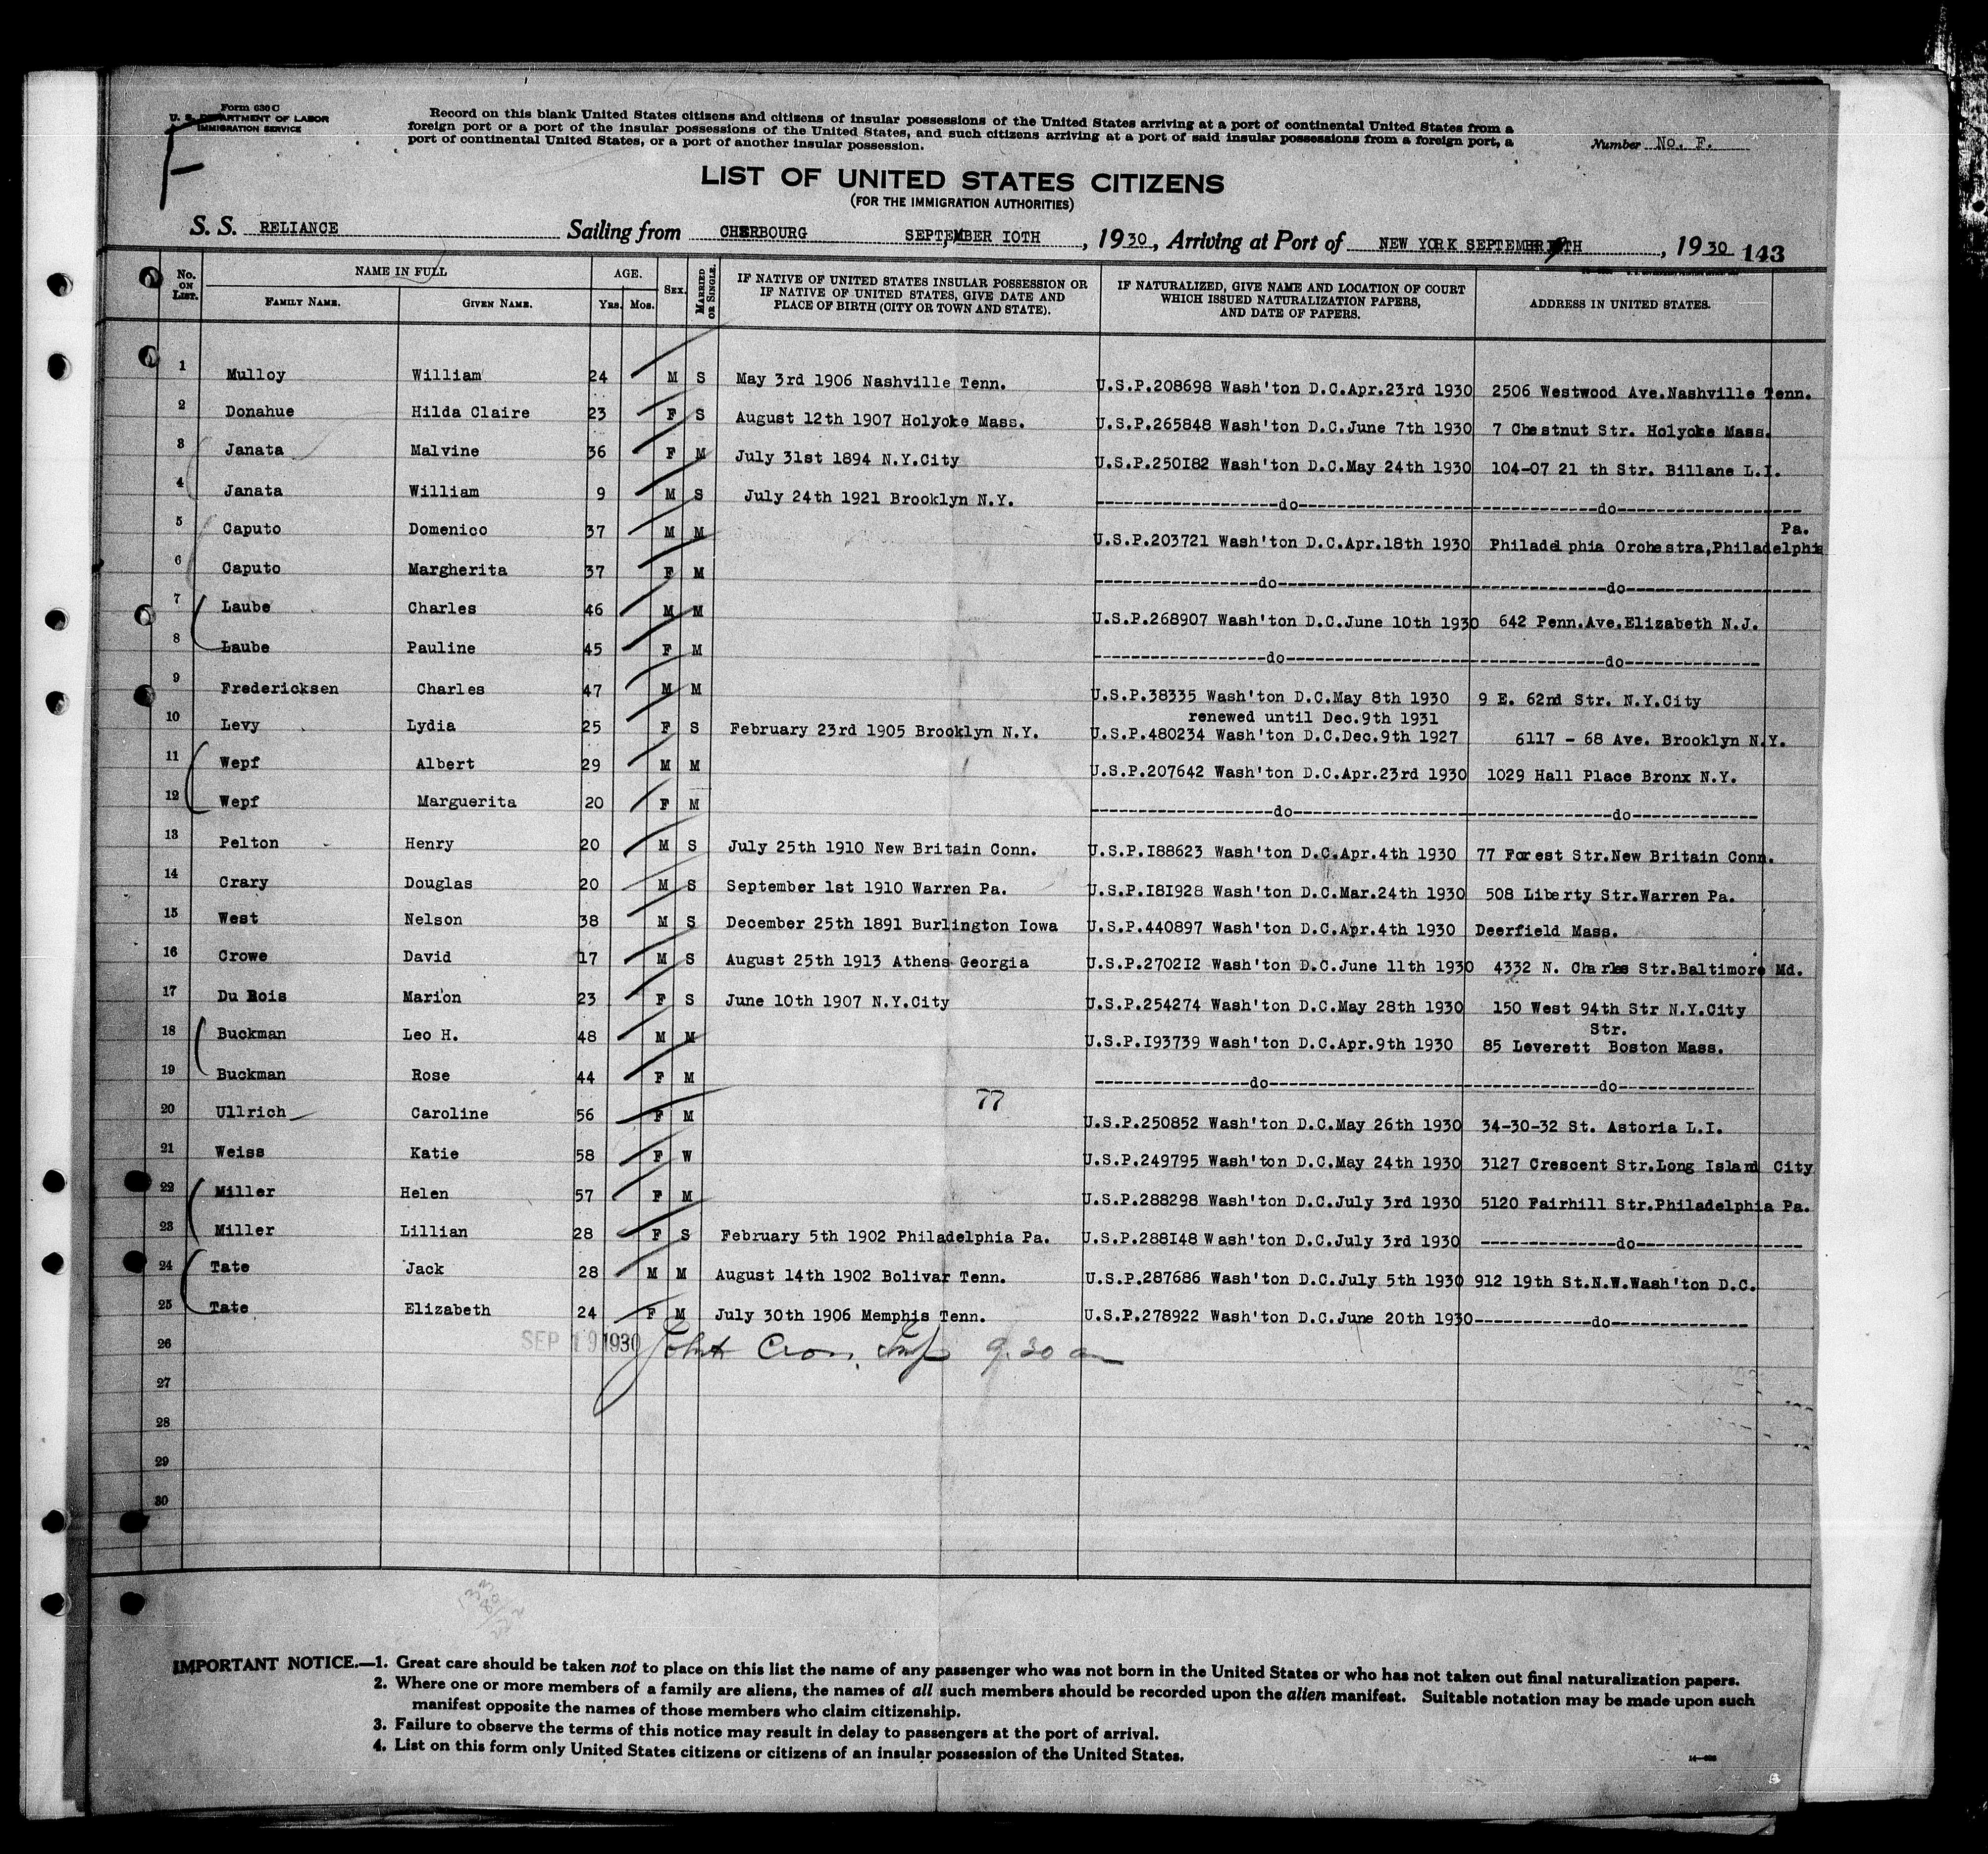 Form 630 C
U. S. DEPARTMENT OF LABOR
IMMIGRATION SERVICE
F
Record on this blank United States citizens and citizens of insular possessions of the United States arriving at a port of continental United States from a
foreign port or a port of the insular possessions of the United States, and such citizens arriving at a port of said insular possessions from a foreign port, a
port of continental United States, or a port of another insular possession.
Number No. F.
LIST OF UNITED STATES CITIZENS
(FOR THE IMMIGRATION AUTHORITIES)
S. S. RELIANCE Sailing from CHERBOURG SEPTEMBER 10TH , 1930, Arriving at Port of NEW YORK SEPTEMBER TH , 1930 143
No. ON LIST. NAME IN FULL AGE. Sex. MARRIED OR SINGLE. IF NATIVE OF UNITED STATES INSULAR POSSESSION OR IF NATIVE OF UNITED STATES, GIVE DATE AND PLACE OF BIRTH (CITY OR TOWN AND STATE). IF NATURALIZED, GIVE NAME AND LOCATION OF COURT WHICH ISSUED NATURALIZATION PAPERS, AND DATE OF PAPERS. ADDRESS IN UNITED STATES.
FAMILY NAME. GIVEN NAME. Yrs. Mos.
1 Mulloy William 24 M S May 3rd 1906 Nashville Tenn. U.S.P.208698 Wash'ton D.C.Apr.23rd 1930 2506 Westwood Ave.Nashville Tenn.
2 Donahue Hilda Claire 23 F S August 12th 1907 Holyoke Mass. U.S.P.265848 Wash'ton D.C.June 7th 1930 7 Chestnut Str. Holyoke Mass.
3 Janata Malvine 36 F M July 31st 1894 N.Y.City U.S.P.250182 Wash'ton D.C.May 24th 1930 104-07 21 th Str. Billane L.I.
4 Janata William 9 M S July 24th 1921 Brooklyn N.Y. do do
5 Caputo Domenico 37 M M U.S.P.203721 Wash'ton D.C.Apr.18th 1930 Philadelphia Orchestra,Philadelphia Pa.
6 Caputo Margherita 37 F M do do
7 Laube Charles 46 M M U.S.P.268907 Wash'ton D.C.June 10th 1930 642 Penn.Ave.Elizabeth N.J.
8 Laube Pauline 45 F M do do
9 Fredericksen Charles 47 M M U.S.P.38335 Wash'ton D.C.May 8th 1930 9 E. 62nd Str. N.Y.City
renewed until Dec.9th 1931
10 Levy Lydia 25 F S February 23rd 1905 Brooklyn N.Y. U.S.P.480234 Wash'ton D.C.Dec.9th 1927 6117 - 68 Ave. Brooklyn N.Y.
11 Wepf Albert 29 M M U.S.P.207642 Wash'ton D.C.Apr.23rd 1930 1029 Hall Place Bronx N.Y.
12 Wepf Marguerita 20 F M do do
13 Pelton Henry 20 M S July 25th 1910 New Britain Conn. U.S.P.188623 Wash'ton D.C.Apr.4th 1930 77 Forest Str.New Britain Conn.
14 Crary Douglas 20 M S September 1st 1910 Warren Pa. U.S.P.181928 Wash'ton D.C.Mar.24th 1930 508 Liberty Str.Warren Pa.
15 West Nelson 38 M S December 25th 1891 Burlington Iowa U.S.P.440897 Wash'ton D.C.Apr.4th 1930 Deerfield Mass.
16 Crowe David 17 M S August 25th 1913 Athens Georgia U.S.P.270212 Wash'ton D.C.June 11th 1930 4332 N. Charles Str.Baltimore Md.
17 Du Bois Marion 23 F S June 10th 1907 N.Y.City U.S.P.254274 Wash'ton D.C.May 28th 1930 150 West 94th Str N.Y.City
18 Buckman Leo H. 48 M M U.S.P.193739 Wash'ton D.C.Apr.9th 1930 85 Leverett Str. Boston Mass.
19 Buckman Rose 44 F M do do
77
20 Ullrich Caroline 56 F M U.S.P.250852 Wash'ton D.C.May 26th 1930 34-30-32 St. Astoria L.I.
21 Weiss Katie 58 F W U.S.P.249795 Wash'ton D.C.May 24th 1930 3127 Crescent Str.Long Island City
22 Miller Helen 57 F M U.S.P.288298 Wash'ton D.C.July 3rd 1930 5120 Fairhill Str.Philadelphia Pa.
23 Miller Lillian 28 F S February 5th 1902 Philadelphia Pa. U.S.P.288148 Wash'ton D.C.July 3rd 1930 do
24 Tate Jack 28 M M August 14th 1902 Bolivar Tenn. U.S.P.287686 Wash'ton D.C.July 5th 1930 912 19th St.N.W.Wash'ton D.C.
25 Tate Elizabeth 24 F M July 30th 1906 Memphis Tenn. U.S.P.278922 Wash'ton D.C.June 20th 1930 do
26 SEP 19 1930 9.30 am
27
28
29
30
IMPORTANT NOTICE.—1. Great care should be taken not to place on this list the name of any passenger who was not born in the United States or who has not taken out final naturalization papers.
2. Where one or more members of a family are aliens, the names of all such members should be recorded upon the alien manifest. Suitable notation may be made upon such
manifest opposite the names of those members who claim citizenship.
3. Failure to observe the terms of this notice may result in delay to passengers at the port of arrival.
4. List on this form only United States citizens or citizens of an insular possession of the United States.